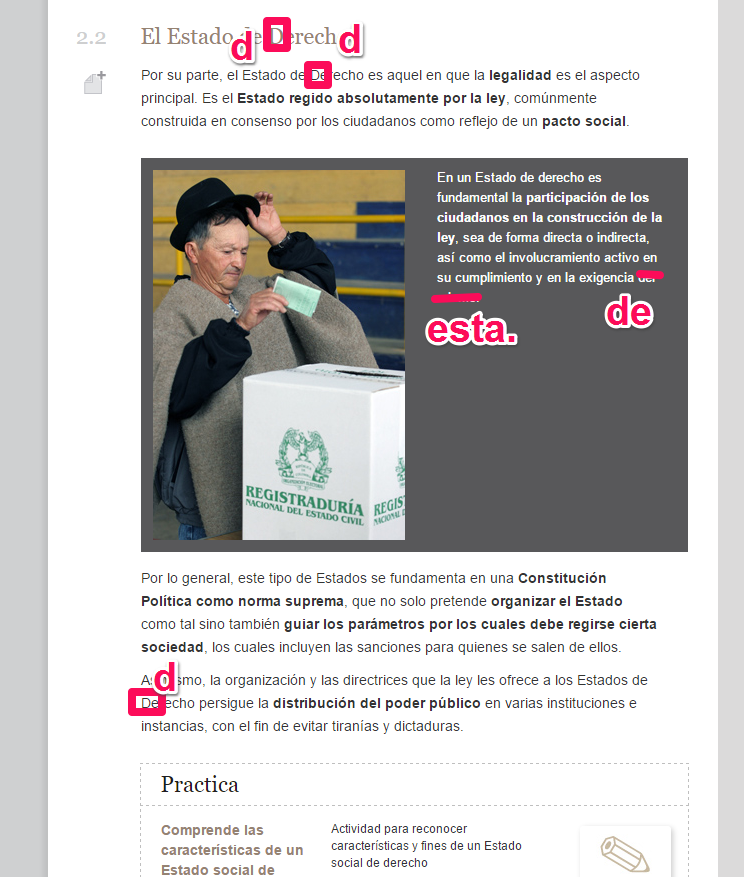 2.2 El Estado de Derech
d d
Por su parte, el Estado de Derecho es aquel en que la legalidad es el aspecto
principal. Es el Estado regido absolutamente por la ley, comúnmente
construida en consenso por los ciudadanos como reflejo de un pacto social.
En un Estado de derecho es
fundamental la participación de los
ciudadanos en la construcción de la
ley, sea de forma directa o indirecta,
así como el involucramiento activo en
su cumplimiento y en la exigencia
de
esta.
REGISTRADURÍA
NACIONAL DEL ESTADO CIVIL
REGIS
NACIONAL
Por lo general, este tipo de Estados se fundamenta en una Constitución
Política como norma suprema, que no solo pretende organizar el Estado
como tal sino también guiar los parámetros por los cuales debe regirse cierta
sociedad, los cuales incluyen las sanciones para quienes se salen de ellos.
d
la organización y las directrices que la ley les ofrece a los Estados de
Derecho persigue la distribución del poder público en varias instituciones e
instancias, con el fin de evitar tiranías y dictaduras.
Practica
Comprende las
características de un
Estado social de
Actividad para reconocer
características y fines de un Estado
social de derecho